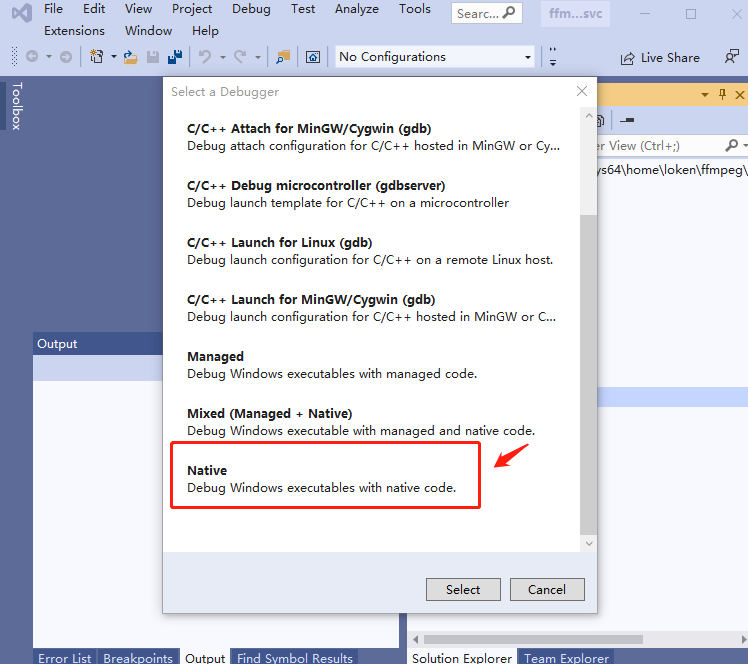 File Edit View Project Debug Test Analyze Tools Searc... ffm...svc
Extensions Window Help
No Configurations Live Share
Toolbox
Select a Debugger
C/C++ Attach for MinGW/Cygwin (gdb)
Debug attach configuration for C/C++ hosted in MinGW or Cy...
C/C++ Debug microcontroller (gdbserver)
Debug launch template for C/C++ on a microcontroller
C/C++ Launch for Linux (gdb)
Debug launch configuration for C/C++ on a remote Linux host.
C/C++ Launch for MinGW/Cygwin (gdb)
Debug launch configuration for C/C++ hosted in MinGW or C...
Managed
Debug Windows executables with managed code.
Mixed (Managed + Native)
Debug Windows executable with managed and native code.
Native
Debug Windows executables with native code.
Select Cancel
er View (Ctrl+;)
ys64\home\loken\ffmpeg\
Output
Error List Breakpoints Output Find Symbol Results
Solution Explorer Team Explorer